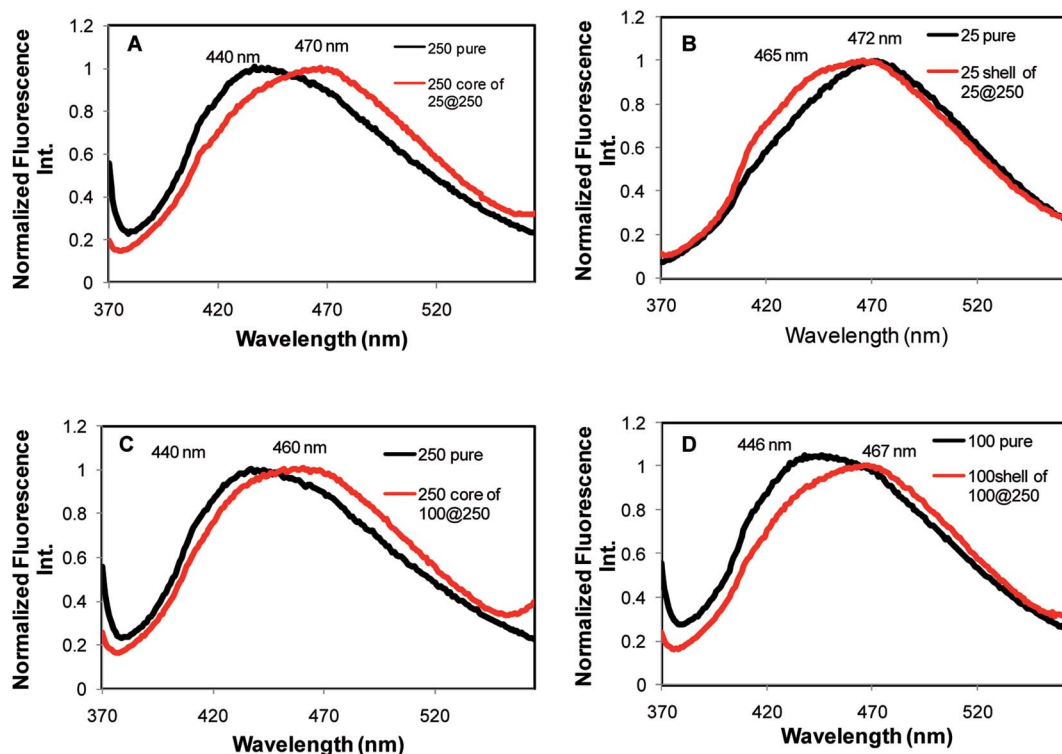 A
440 nm 470 nm
250 pure
250 core of
25@250
Normalized Fluorescence
Int.
1.2
1
0.8
0.6
0.4
0.2
0
370 420 470 520
Wavelength (nm)
B
465 nm 472 nm
25 pure
25 shell of
25@250
Normalized Fluorescence
Int.
1.2
1
0.8
0.6
0.4
0.2
0
370 420 470 520
Wavelength (nm)
C
440 nm 460 nm
250 pure
250 core of
100@250
Normalized Fluorescence
Int.
1.2
1
0.8
0.6
0.4
0.2
0
370 420 470 520
Wavelength (nm)
D
446 nm 467 nm
100 pure
100shell of
100@250
Normalized Fluorescence
Int.
1.2
1
0.8
0.6
0.4
0.2
0
370 420 470 520
Wavelength (nm)